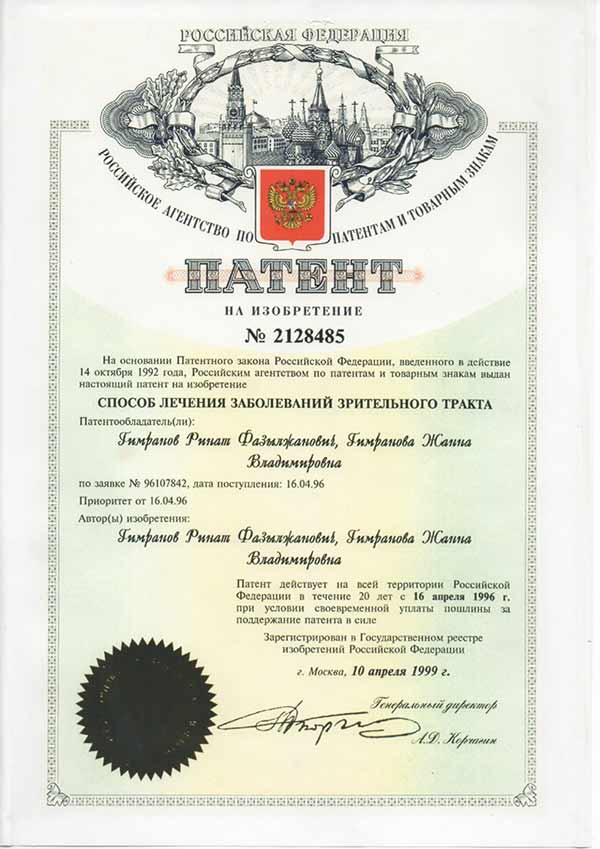 РОССИЙСКАЯ ФЕДЕРАЦИЯ
РОССИЙСКОЕ АГЕНТСТВО ПО ПАТЕНТАМ И ТОВАРНЫМ ЗНАКАМ
ПАТЕНТ
НА ИЗОБРЕТЕНИЕ
№ 2128485
На основании Патентного закона Российской Федерации, введенного в действие
14 октября 1992 года, Российским агентством по патентам и товарным знакам выдан
настоящий патент на изобретение
СПОСОБ ЛЕЧЕНИЯ ЗАБОЛЕВАНИЙ ЗРИТЕЛЬНОГО ТРАКТА
Патентообладатель(ли):
Гимранов Ринат Фазылжанович, Гимранова Жанна
Владимировна
по заявке № 96107842, дата поступления: 16.04.96
Приоритет от 16.04.96
Автор(ы) изобретения:
Гимранов Ринат Фазылжанович, Гимранова Жанна
Владимировна
Патент действует на всей территории Российской
Федерации в течение 20 лет с 16 апреля 1996 г.
при условии своевременной уплаты пошлины за
поддержание патента в силе
Зарегистрирован в Государственном реестре
изобретений Российской Федерации
г. Москва, 10 апреля 1999 г.
Генеральный директор
А.Д. Корчагин